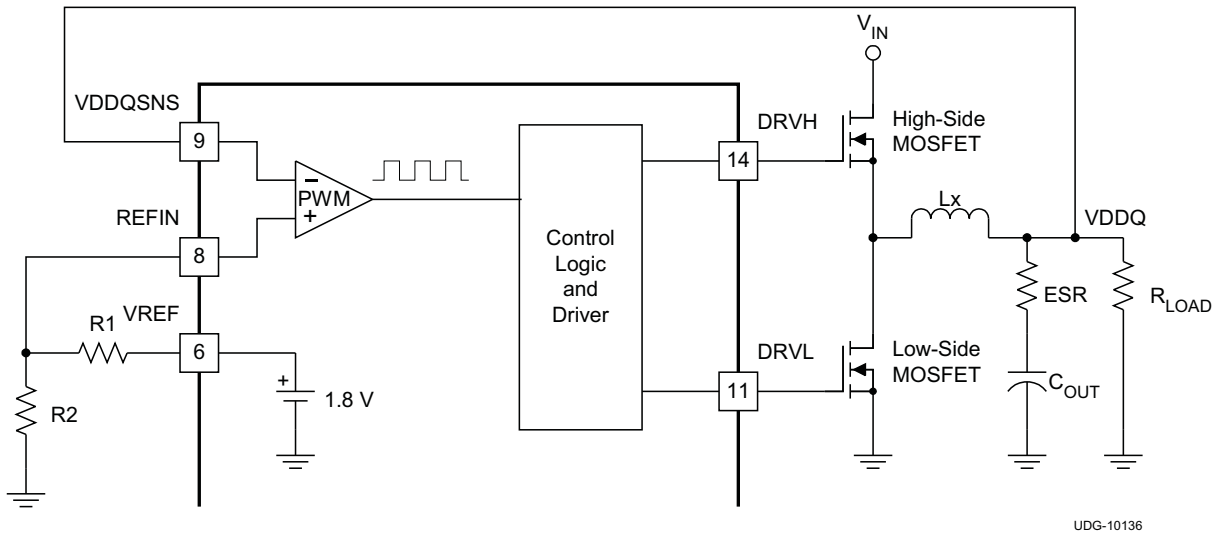 V_IN
VDDQSNS
9
DRVH
High-Side
MOSFET
14
–
PWM
+
REFIN
8
Lx
VDDQ
Control
Logic
and
Driver
ESR
R_LOAD
R1
VREF
6
DRVL
Low-Side
MOSFET
+
1.8 V
11
C_OUT
R2
UDG-10136